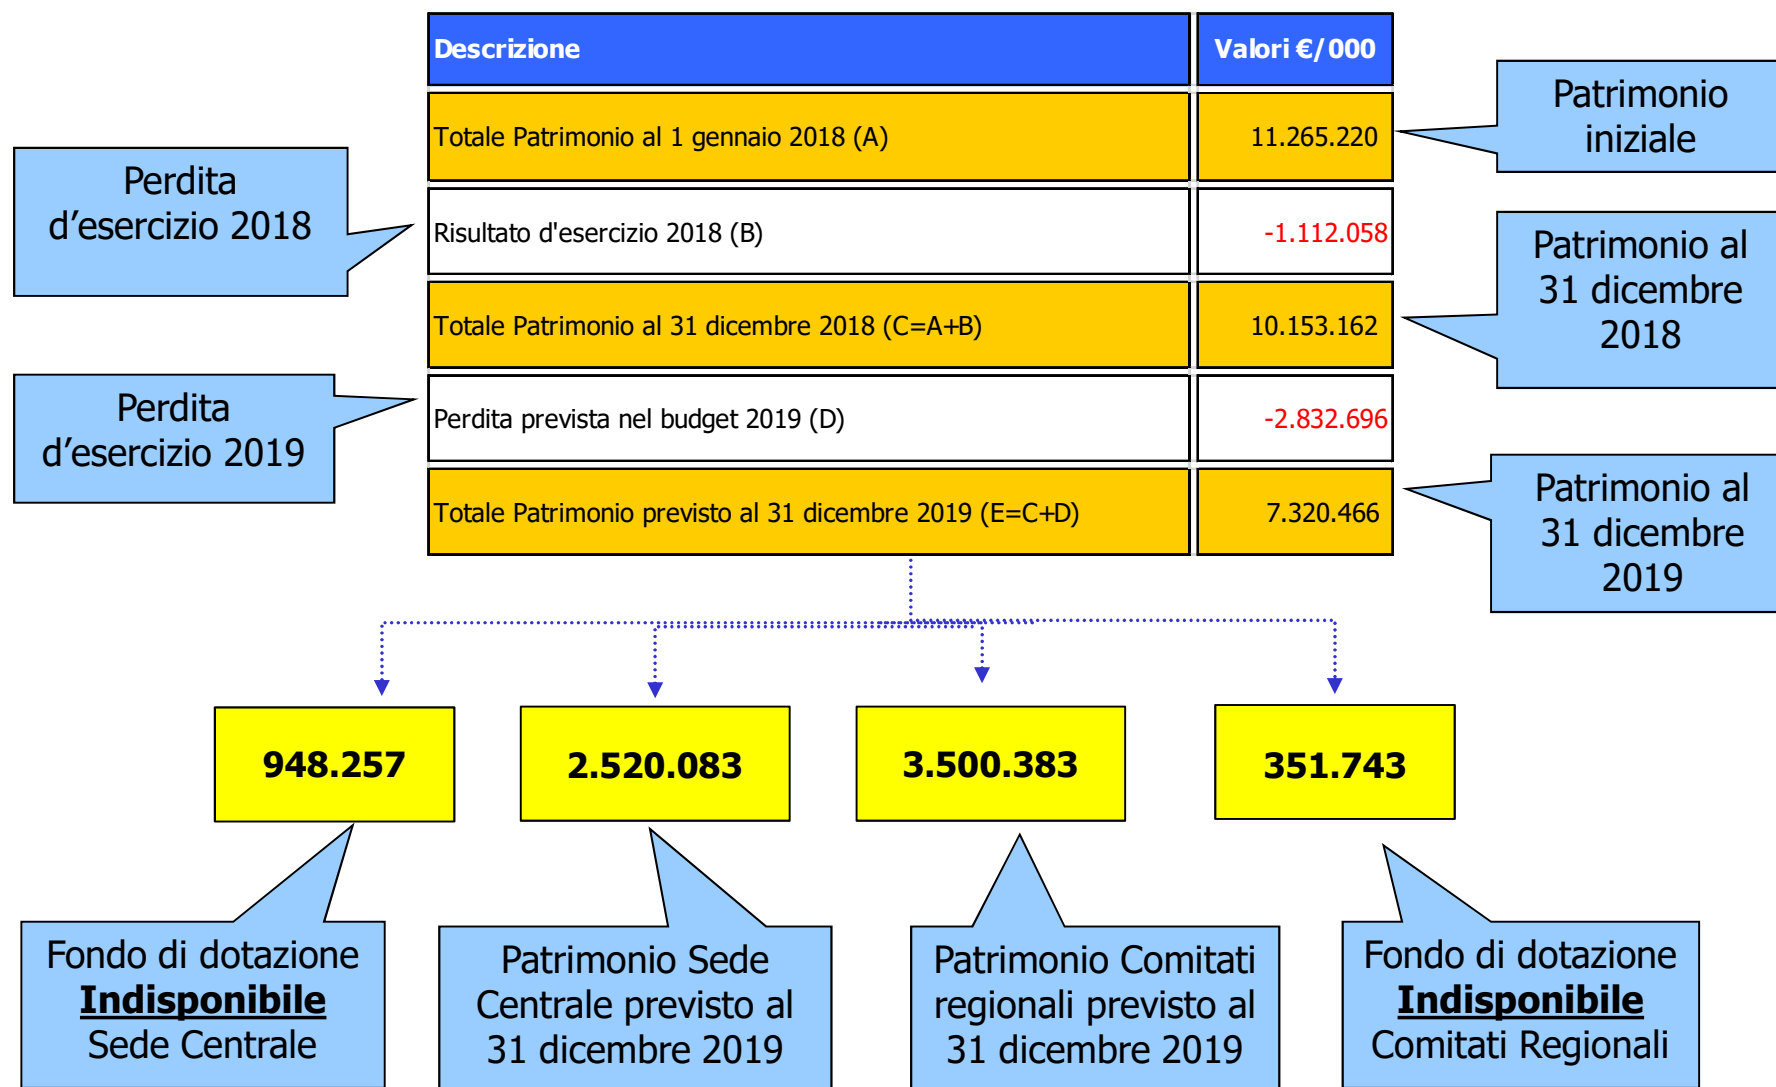 Descrizione
Valori €/000
Totale Patrimonio al 1 gennaio 2018 (A)
11.265.220
Patrimonio
iniziale
Perdita
d’esercizio 2018
Risultato d'esercizio 2018 (B)
-1.112.058
Patrimonio al
31 dicembre
2018
Totale Patrimonio al 31 dicembre 2018 (C=A+B)
10.153.162
Perdita
d’esercizio 2019
Perdita prevista nel budget 2019 (D)
-2.832.696
Totale Patrimonio previsto al 31 dicembre 2019 (E=C+D)
7.320.466
Patrimonio al
31 dicembre
2019
948.257
2.520.083
3.500.383
351.743
Fondo di dotazione
Indisponibile
Sede Centrale
Patrimonio Sede
Centrale previsto al
31 dicembre 2019
Patrimonio Comitati
regionali previsto al
31 dicembre 2019
Fondo di dotazione
Indisponibile
Comitati Regionali